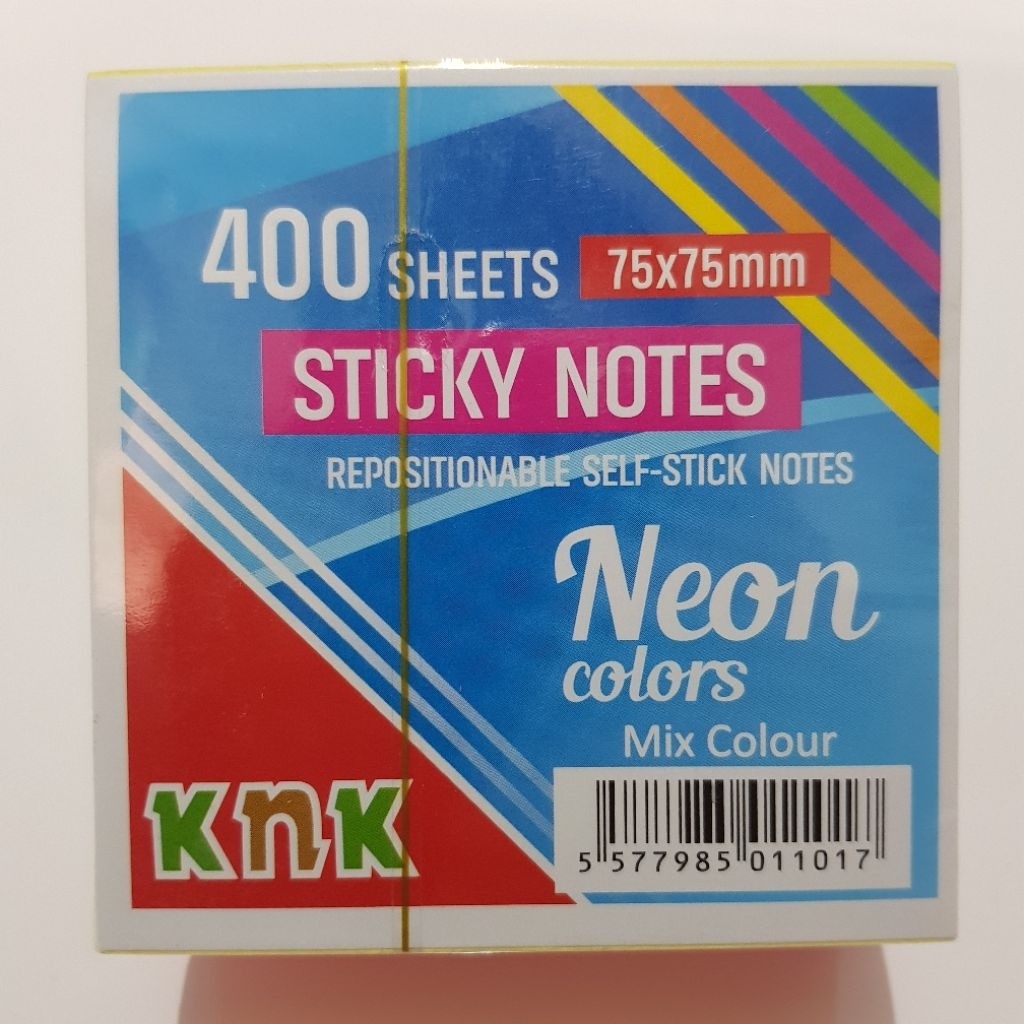 400 SHEETS 75x75mm
STICKY NOTES
REPOSITIONABLE SELF-STICK NOTES
Neon
colors
Mix Colour
KnK
5 577985 011017